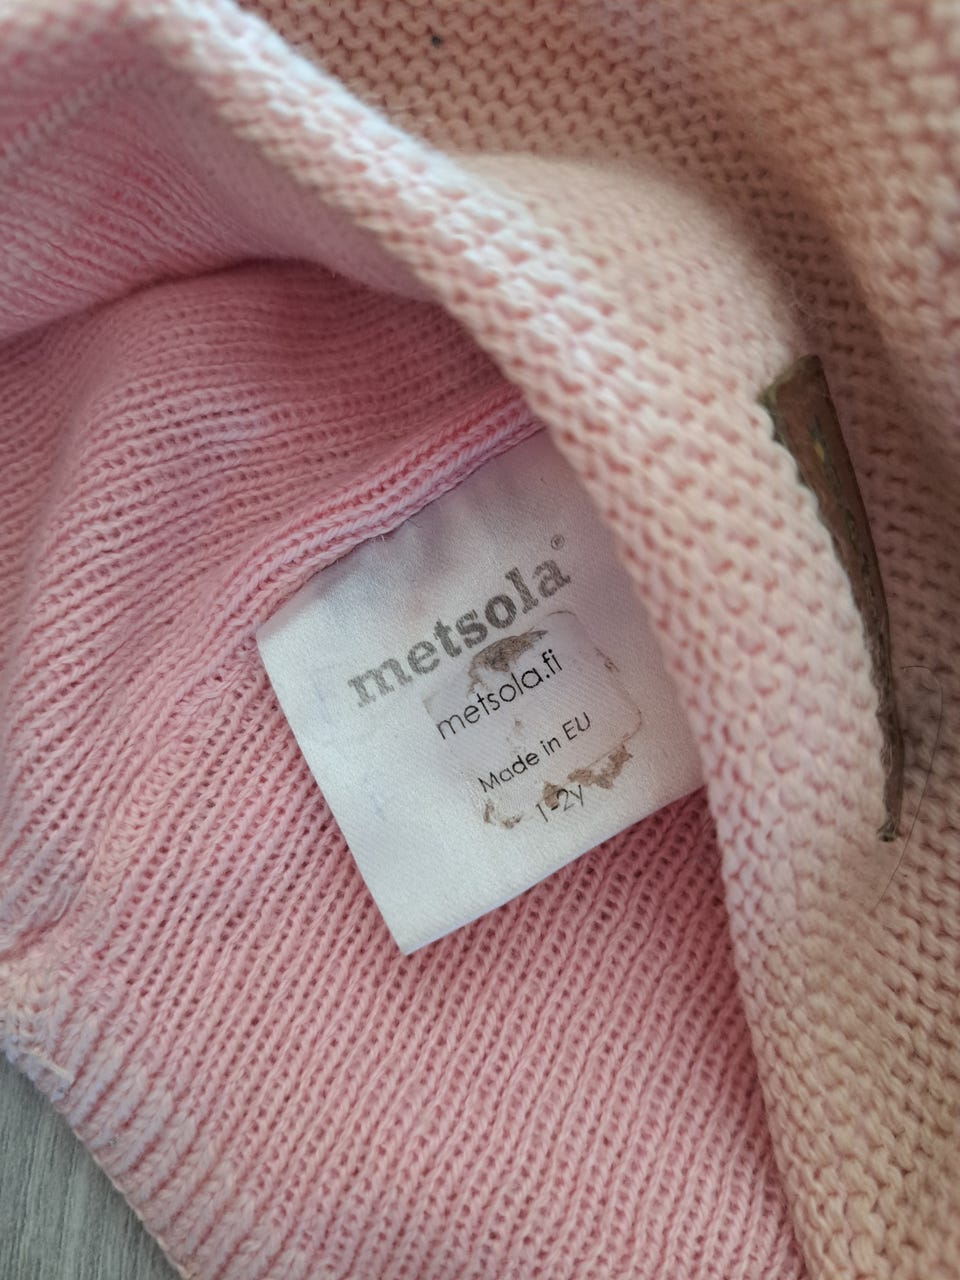 metsola®
metsola.fi
Made in EU
1-2y